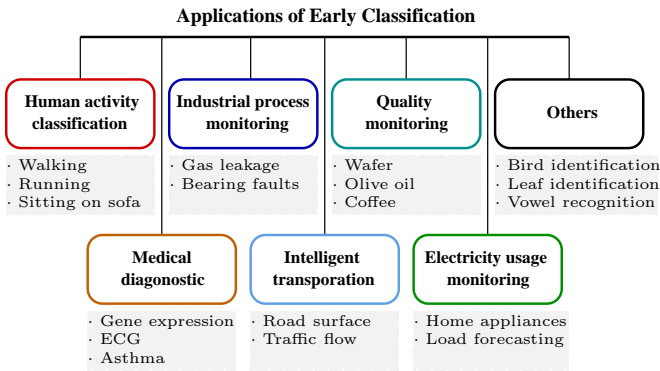 Applications of Early Classification
Human activity
classification
· Walking
· Running
· Sitting on sofa
Industrial process
monitoring
· Gas leakage
· Bearing faults
Quality
monitoring
· Wafer
· Olive oil
· Coffee
Others
· Bird identification
· Leaf identification
· Vowel recognition
Medical
diagonostic
· Gene expression
· ECG
· Asthma
Intelligent
transporation
· Road surface
· Traffic flow
Electricity usage
monitoring
· Home appliances
· Load forecasting